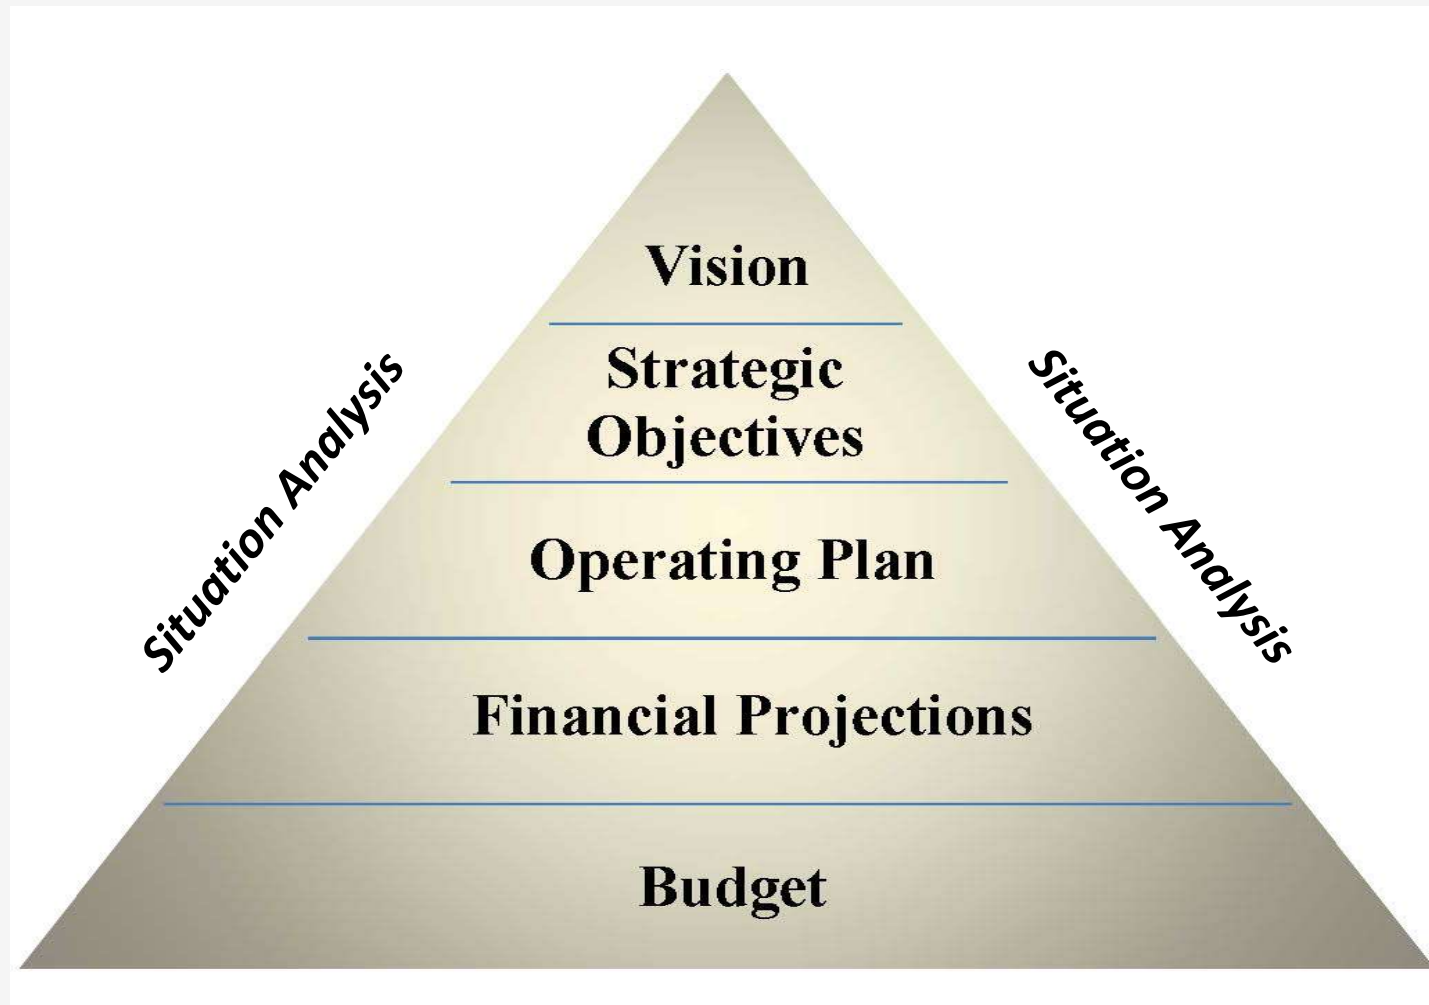 Vision
Strategic
Objectives
Situation Analysis
Situation Analysis
Operating Plan
Financial Projections
Budget